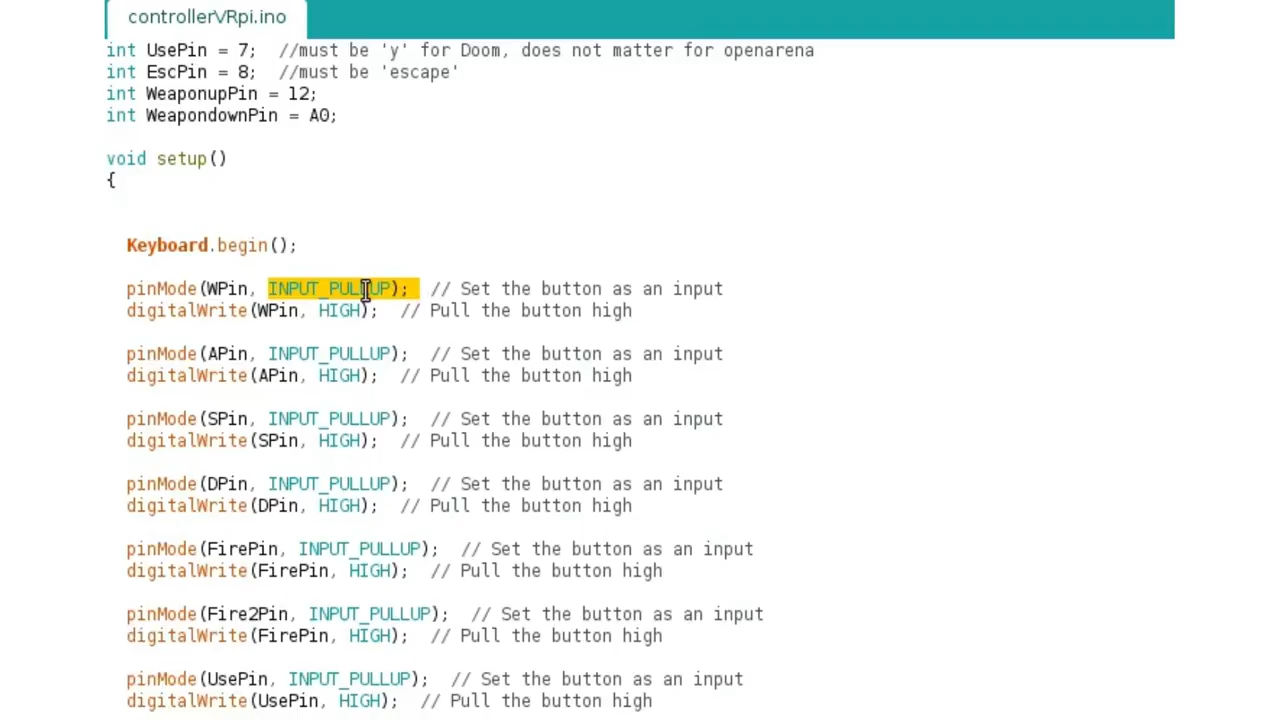 controllerVRpi.ino
int UsePin = 7;  //must be 'y' for Doom, does not matter for openarena
int EscPin = 8;  //must be 'escape'
int WeaponupPin = 12;
int WeapondownPin = A0;
void setup()
{
Keyboard.begin();
pinMode(WPin, INPUT_PULLUP);  // Set the button as an input
digitalWrite(WPin, HIGH);  // Pull the button high
pinMode(APin, INPUT_PULLUP);  // Set the button as an input
digitalWrite(APin, HIGH);  // Pull the button high
pinMode(SPin, INPUT_PULLUP);  // Set the button as an input
digitalWrite(SPin, HIGH);  // Pull the button high
pinMode(DPin, INPUT_PULLUP);  // Set the button as an input
digitalWrite(DPin, HIGH);  // Pull the button high
pinMode(FirePin, INPUT_PULLUP);  // Set the button as an input
digitalWrite(FirePin, HIGH);  // Pull the button high
pinMode(Fire2Pin, INPUT_PULLUP);  // Set the button as an input
digitalWrite(FirePin, HIGH);  // Pull the button high
pinMode(UsePin, INPUT_PULLUP);  // Set the button as an input
digitalWrite(UsePin, HIGH);  // Pull the button high